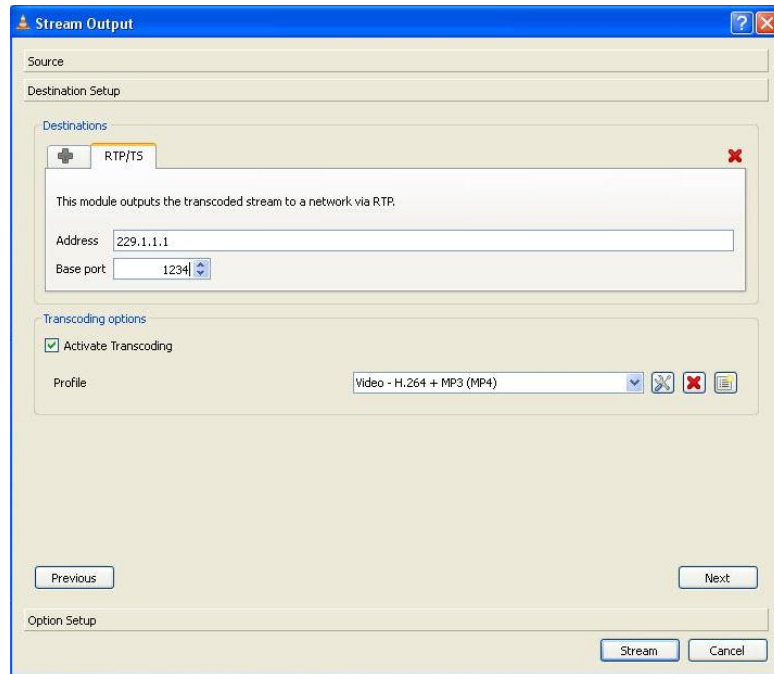 Stream Output
Source
Destination Setup
Destinations
RTP/TS
This module outputs the transcoded stream to a network via RTP.
Address 229.1.1.1
Base port 1234
Transcoding options
Activate Transcoding
Profile Video - H.264 + MP3 (MP4)
Previous Next
Option Setup
Stream Cancel